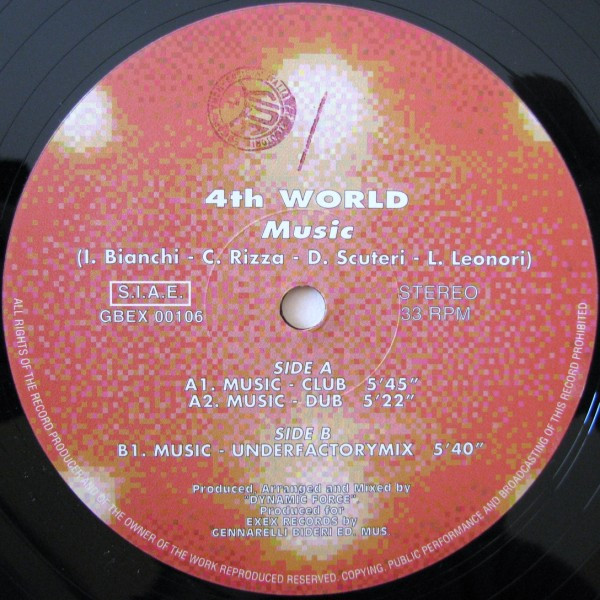 4th WORLD
Music
(I. Bianchi - C. Rizza - D. Scuteri - L. Leonori)
S.I.A.E.
GBEX 00106
STEREO
33 RPM
SIDE A
A1. MUSIC - CLUB 5'45"
A2. MUSIC - DUB 5'22"
SIDE B
B1. MUSIC - UNDERFACTORYMIX 5'40"
Produced, Arranged and Mixed by
"DYNAMIC FORCE".
Produced for
EXEX RECORDS by
GENNARELLI BIDERI ED. MUS.
ALL RIGHTS OF THE RECORD PRODUCER AND OF THE OWNER OF THE WORK REPRODUCED RESERVED. COPYING, PUBLIC PERFORMANCE AND BROADCASTING OF THIS RECORD PROHIBITED